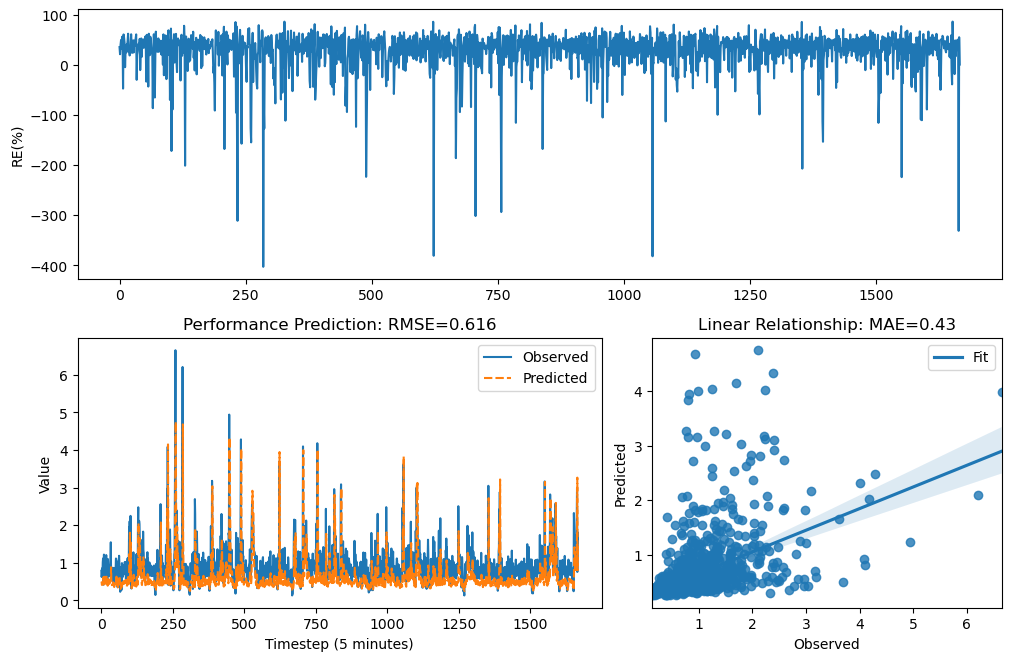 100
0
−100
−200
−300
−400
RE(%)
0 250 500 750 1000 1250 1500
Performance Prediction: RMSE=0.616
Observed
Predicted
6
5
4
3
2
1
0
Value
0 250 500 750 1000 1250 1500
Timestep (5 minutes)
Linear Relationship: MAE=0.43
Fit
4
3
2
1
Predicted
1 2 3 4 5 6
Observed